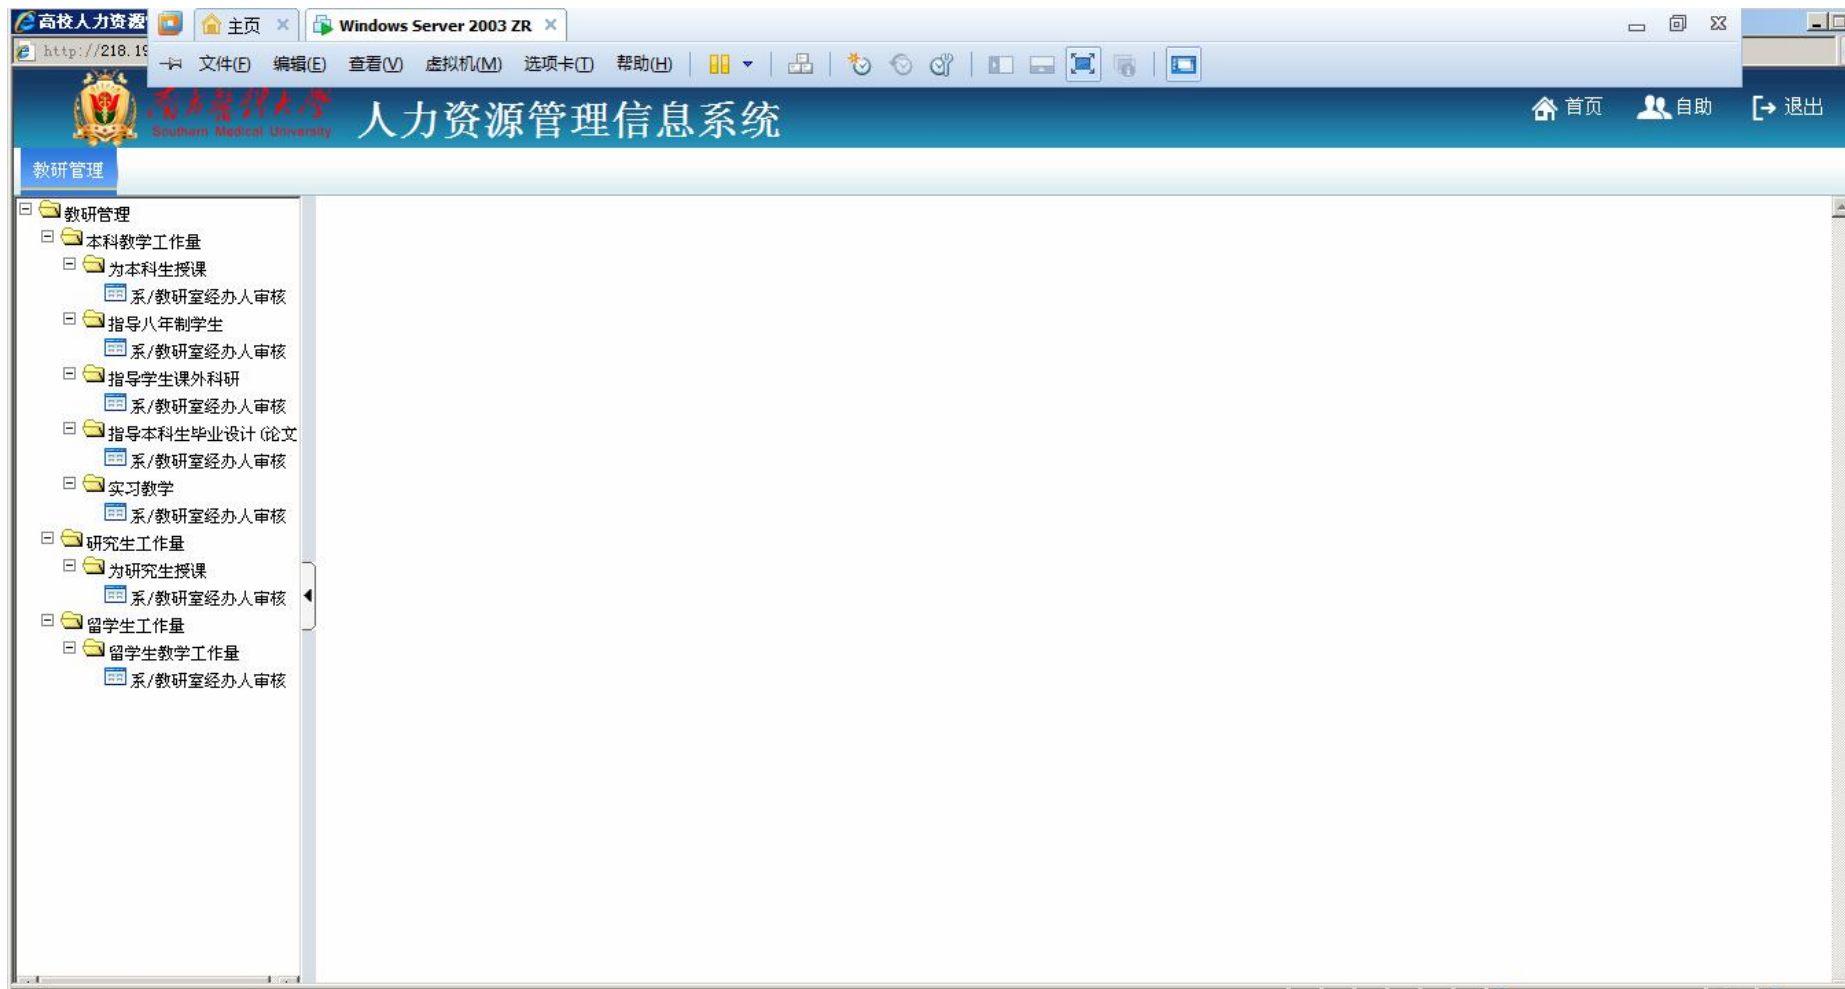 高校人力资源
主页
Windows Server 2003 ZR
http://218.19
文件(F) 编辑(E) 查看(V) 虚拟机(M) 选项卡(T) 帮助(H)
南方医科大学
Southern Medical University
人力资源管理信息系统
首页 自助 退出
教研管理
教研管理
本科教学工作量
为本科生授课
系/教研室经办人审核
指导八年制学生
系/教研室经办人审核
指导学生课外科研
系/教研室经办人审核
指导本科生毕业设计(论文
系/教研室经办人审核
实习教学
系/教研室经办人审核
研究生工作量
为研究生授课
系/教研室经办人审核
留学生工作量
留学生教学工作量
系/教研室经办人审核